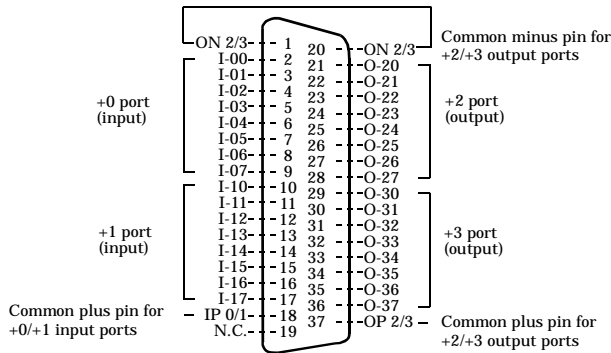 Common minus pin for
+2/+3 output ports
ON 2/3 1 20 ON 2/3
I-00 2 21 O-20
I-01 3 22 O-21
I-02 4 23 O-22
I-03 5 24 O-23
I-04 6 25 O-24
I-05 7 26 O-25
I-06 8 27 O-26
I-07 9 28 O-27
I-10 10 29 O-30
I-11 11 30 O-31
I-12 12 31 O-32
I-13 13 32 O-33
I-14 14 33 O-34
I-15 15 34 O-35
I-16 16 35 O-36
I-17 17 36 O-37
IP 0/1 18 37 OP 2/3
N.C. 19
+0 port
(input)
+2 port
(output)
+1 port
(input)
+3 port
(output)
Common plus pin for
+0/+1 input ports
Common plus pin for
+2/+3 output ports